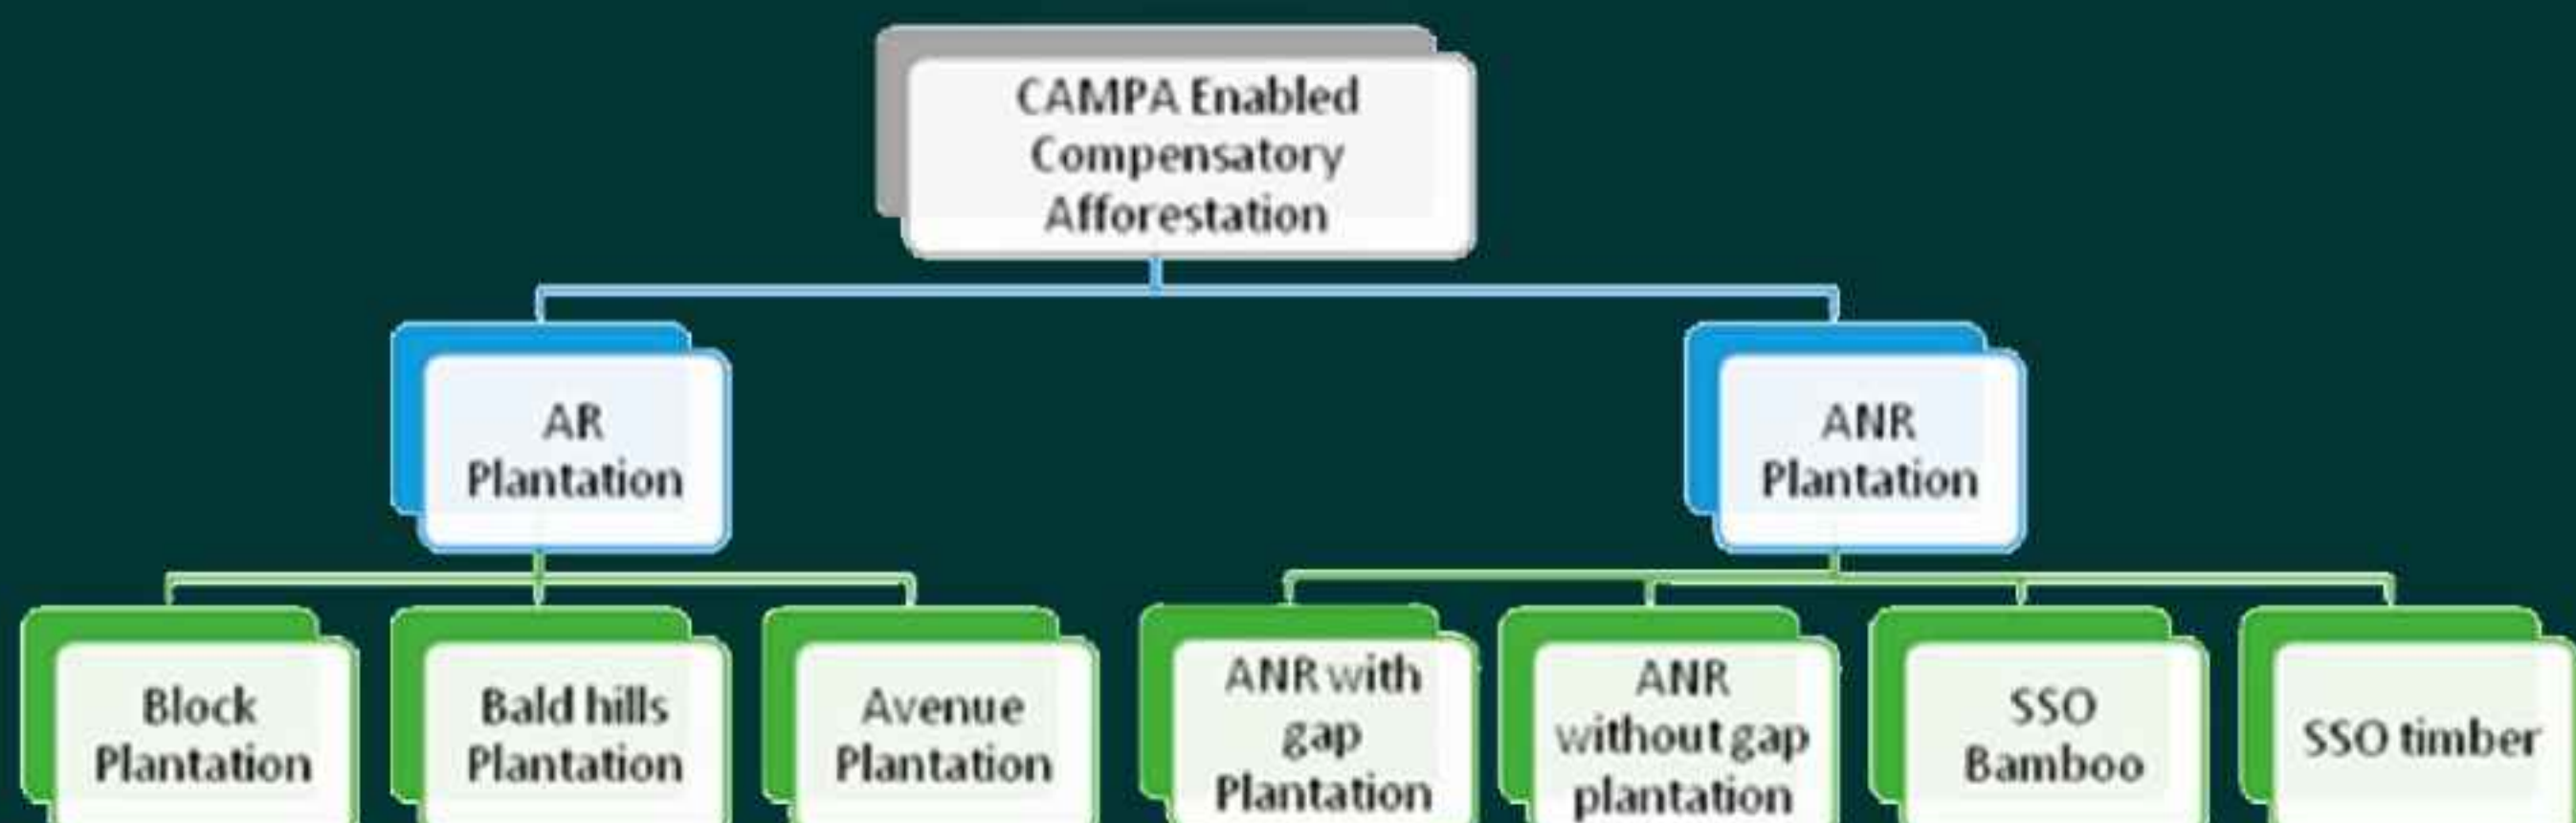 CAMPA Enabled
Compensatory
Afforestation
AR
Plantation
ANR
Plantation
Block
Plantation
Bald hills
Plantation
Avenue
Plantation
ANR with
gap
Plantation
ANR
without gap
plantation
SSO
Bamboo
SSO timber